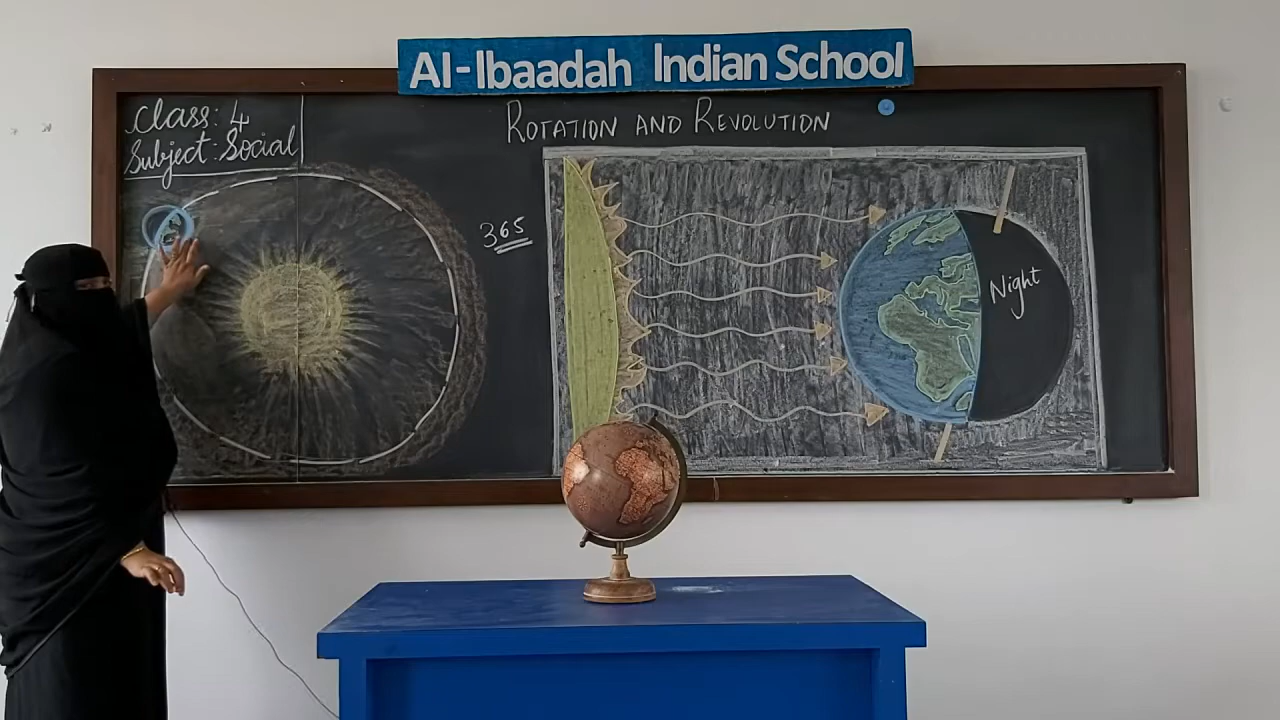 Al-Ibaadah Indian School
Class: 4
Subject: Social
Rotation and Revolution
365
Night